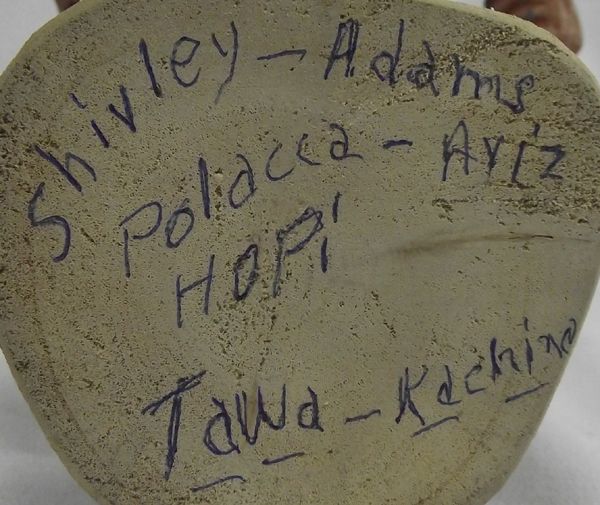 Shirley - Adams
Polacca - Ariz
HOPI
Tawa - Kachina